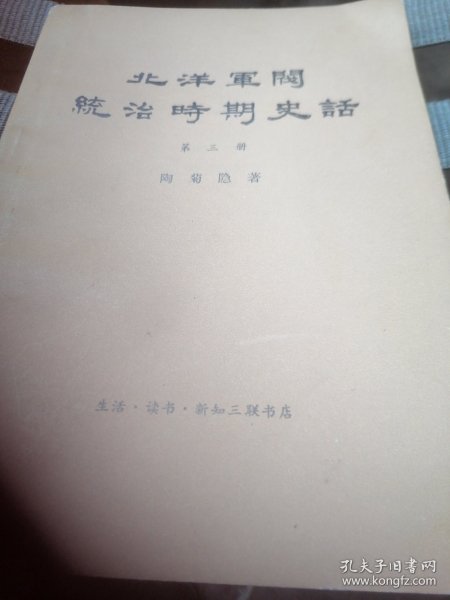 北洋軍閥
統治時期史話
第三册
陶菊隐著
生活·读书·新知三联书店
孔夫子旧书网
www.kongfz.com